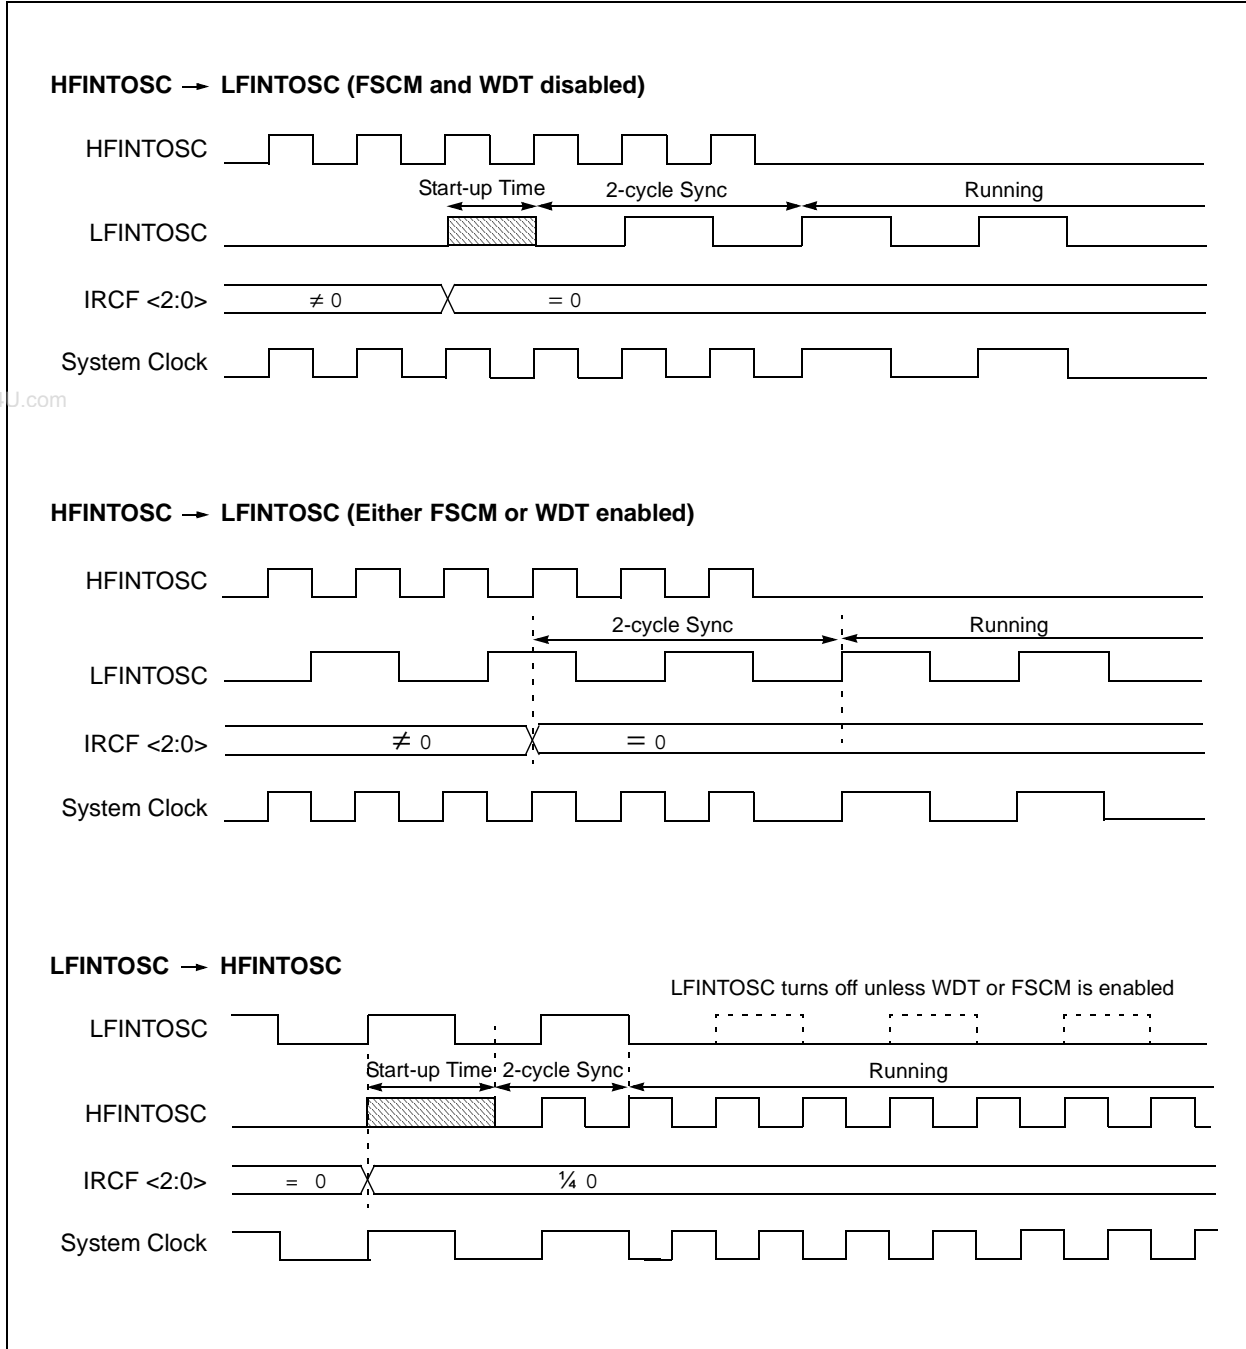 HFINTOSC → LFINTOSC (FSCM and WDT disabled)
HFINTOSC
Start-up Time 2-cycle Sync Running
LFINTOSC
IRCF <2:0> ≠ 0 = 0
System Clock
4U.com
HFINTOSC → LFINTOSC (Either FSCM or WDT enabled)
HFINTOSC
2-cycle Sync Running
LFINTOSC
IRCF <2:0> ≠ 0 = 0
System Clock
LFINTOSC → HFINTOSC
LFINTOSC turns off unless WDT or FSCM is enabled
LFINTOSC
Start-up Time 2-cycle Sync Running
HFINTOSC
IRCF <2:0> = 0 ¼ 0
System Clock